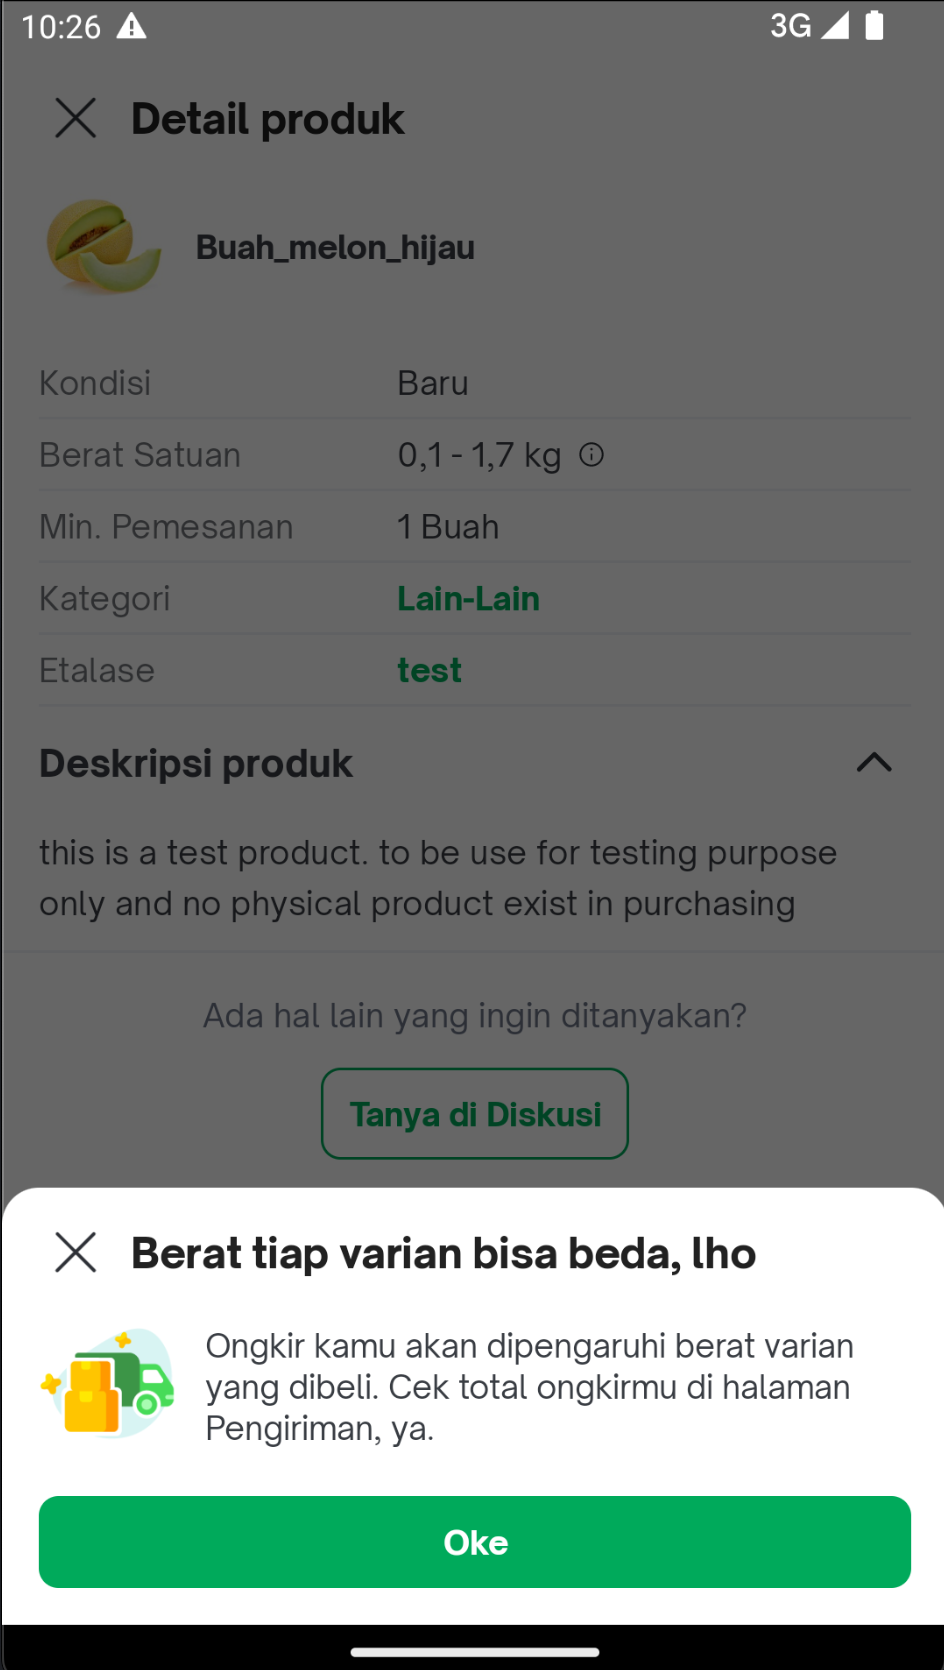 10:26
3G
Detail produk
Buah_melon_hijau
Kondisi Baru
Berat Satuan 0,1 - 1,7 kg
Min. Pemesanan 1 Buah
Kategori Lain-Lain
Etalase test
Deskripsi produk
this is a test product. to be use for testing purpose
only and no physical product exist in purchasing
Ada hal lain yang ingin ditanyakan?
Tanya di Diskusi
Berat tiap varian bisa beda, lho
Ongkir kamu akan dipengaruhi berat varian
yang dibeli. Cek total ongkirmu di halaman
Pengiriman, ya.
Oke